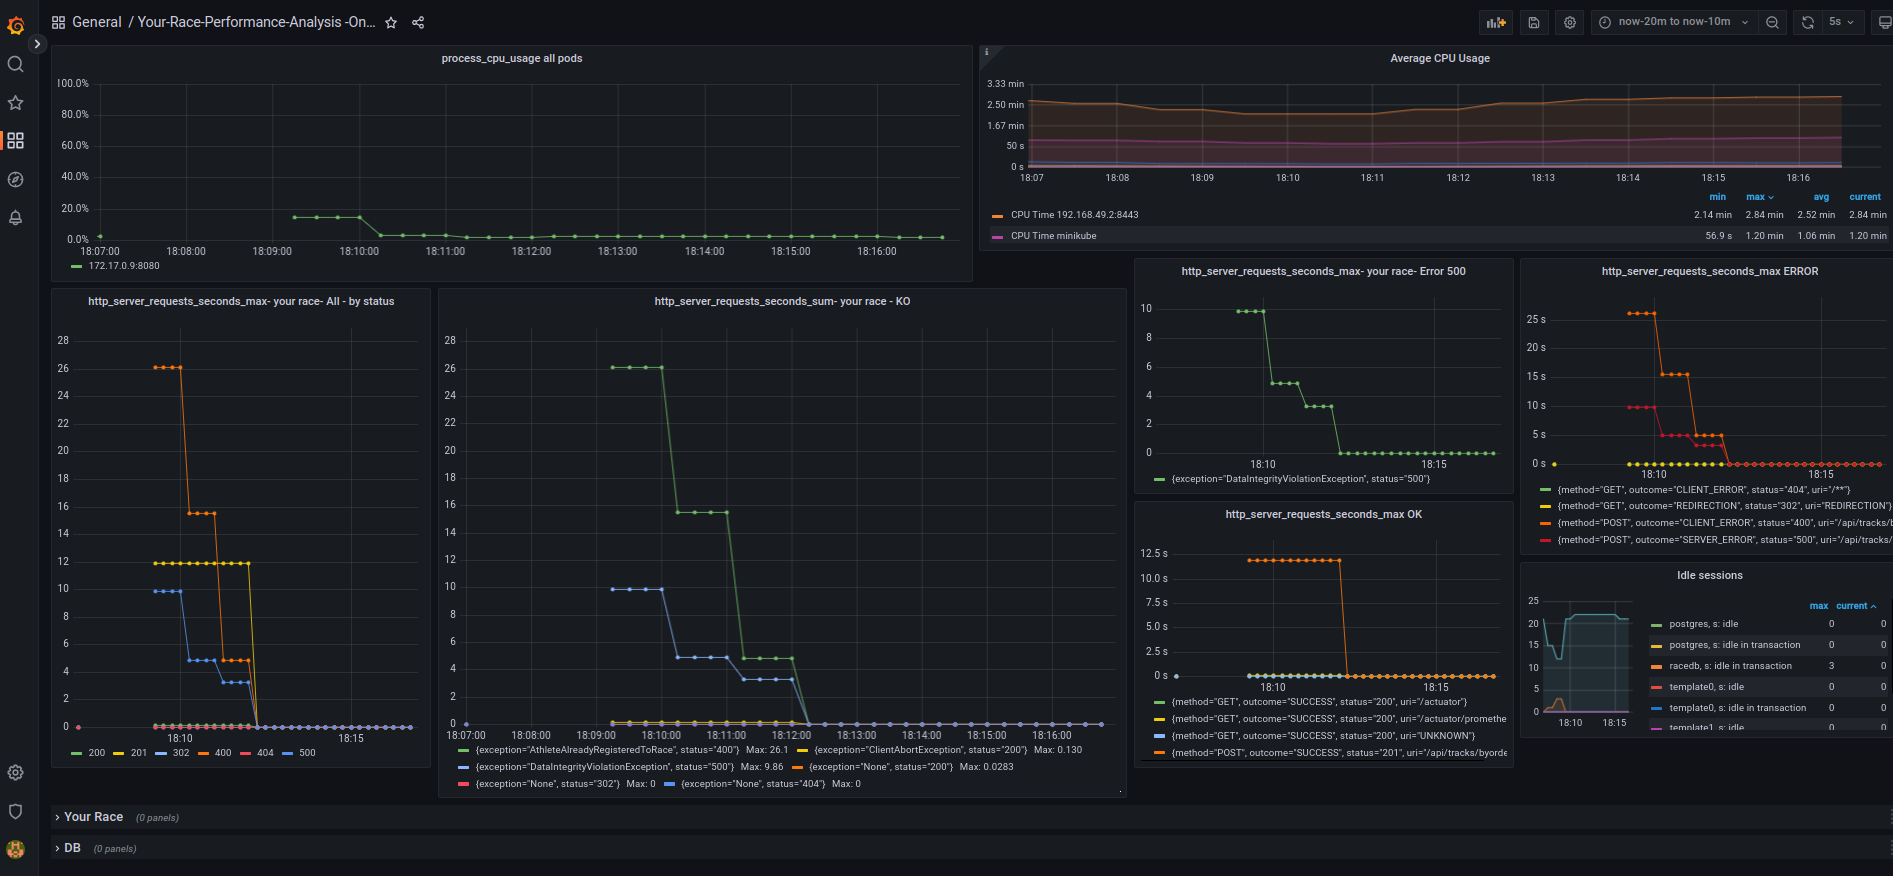 General / Your-Race-Performance-Analysis -On...
now-20m to now-10m
5s
process_cpu_usage all pods
100.0%
80.0%
60.0%
40.0%
20.0%
0.0%
18:07:00 18:08:00 18:09:00 18:10:00 18:11:00 18:12:00 18:13:00 18:14:00 18:15:00 18:16:00
172.17.0.9:8080
Average CPU Usage
3.33 min
2.50 min
1.67 min
50 s
0 s
18:07 18:08 18:09 18:10 18:11 18:12 18:13 18:14 18:15 18:16
min max avg current
CPU Time 192.168.49.2:8443 2.14 min 2.84 min 2.52 min 2.84 min
CPU Time minikube 56.9 s 1.20 min 1.06 min 1.20 min
http_server_requests_seconds_max- your race- All - by status
28
26
24
22
20
18
16
14
12
10
8
6
4
2
0
18:10 18:15
200 201 302 400 404 500
http_server_requests_seconds_sum- your race - KO
28
26
24
22
20
18
16
14
12
10
8
6
4
2
0
18:07:00 18:08:00 18:09:00 18:10:00 18:11:00 18:12:00 18:13:00 18:14:00 18:15:00 18:16:00
{exception="AthleteAlreadyRegisteredToRace", status="400"} Max: 26.1 {exception="ClientAbortException", status="200"} Max: 0.130
{exception="DataIntegrityViolationException", status="500"} Max: 9.86 {exception="None", status="200"} Max: 0.0283
{exception="None", status="302"} Max: 0 {exception="None", status="404"} Max: 0
http_server_requests_seconds_max- your race- Error 500
10
8
6
4
2
0
18:10 18:15
{exception="DataIntegrityViolationException", status="500"}
http_server_requests_seconds_max ERROR
25 s
20 s
15 s
10 s
5 s
0 s
18:10 18:15
{method="GET", outcome="CLIENT_ERROR", status="404", uri="/**"}
{method="GET", outcome="REDIRECTION", status="302", uri="REDIRECTION"}
{method="POST", outcome="CLIENT_ERROR", status="400", uri="/api/tracks/b
{method="POST", outcome="SERVER_ERROR", status="500", uri="/api/tracks/
http_server_requests_seconds_max OK
12.5 s
10.0 s
7.5 s
5.0 s
2.5 s
0 s
18:10 18:15
{method="GET", outcome="SUCCESS", status="200", uri="/actuator"}
{method="GET", outcome="SUCCESS", status="200", uri="/actuator/promethe
{method="GET", outcome="SUCCESS", status="200", uri="UNKNOWN"}
{method="POST", outcome="SUCCESS", status="201", uri="/api/tracks/byorde
Idle sessions
25
20
15
10
5
0
18:10 18:15
max current
postgres, s: idle 0 0
postgres, s: idle in transaction 0 0
racedb, s: idle in transaction 3 0
template0, s: idle 0 0
template0, s: idle in transaction 0 0
template1, s: idle 0 0
Your Race (0 panels)
DB (0 panels)